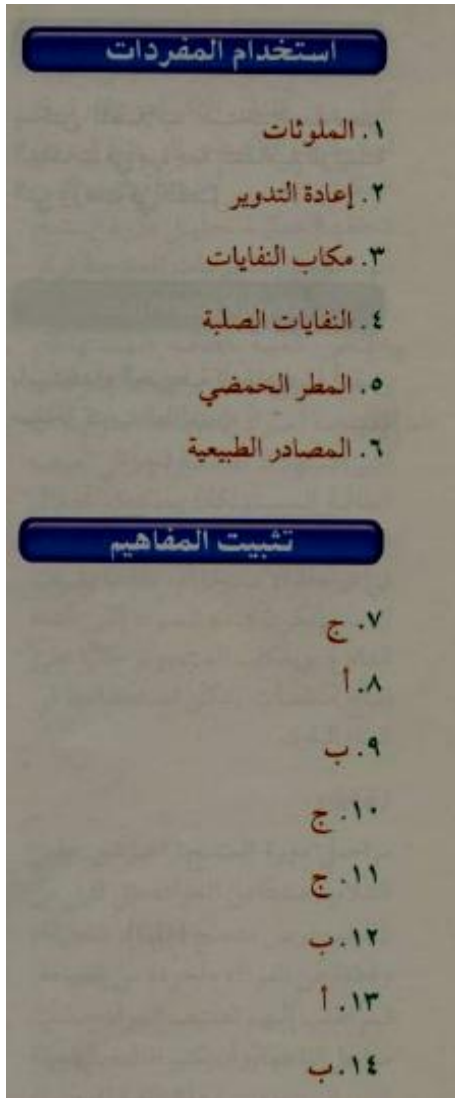 استخدام المفردات
١. الملوثات
٢. إعادة التدوير
٣. مكاب النفايات
٤. النفايات الصلبة
٥. المطر الحمضي
٦. المصادر الطبيعية
تثبيت المفاهيم
٧. ج
٨. أ
٩. ب
١٠. ج
١١. ج
١٢. ب
١٣. أ
١٤. ب